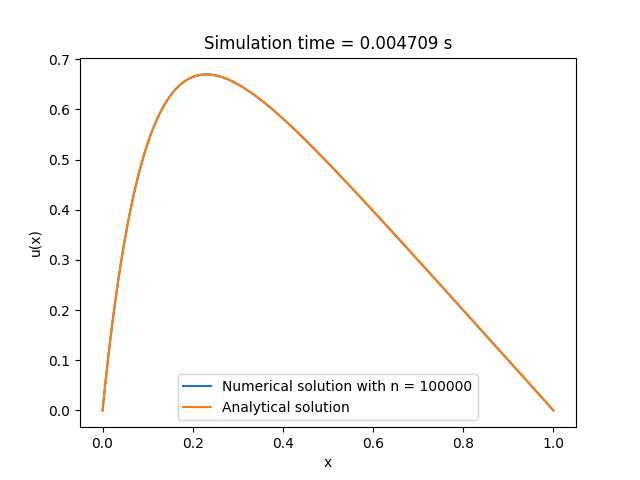 Simulation time = 0.004709 s
0.7
0.6
0.5
0.4
0.3
0.2
0.1
0.0
u(x)
Numerical solution with n = 100000
Analytical solution
0.0 0.2 0.4 0.6 0.8 1.0
x